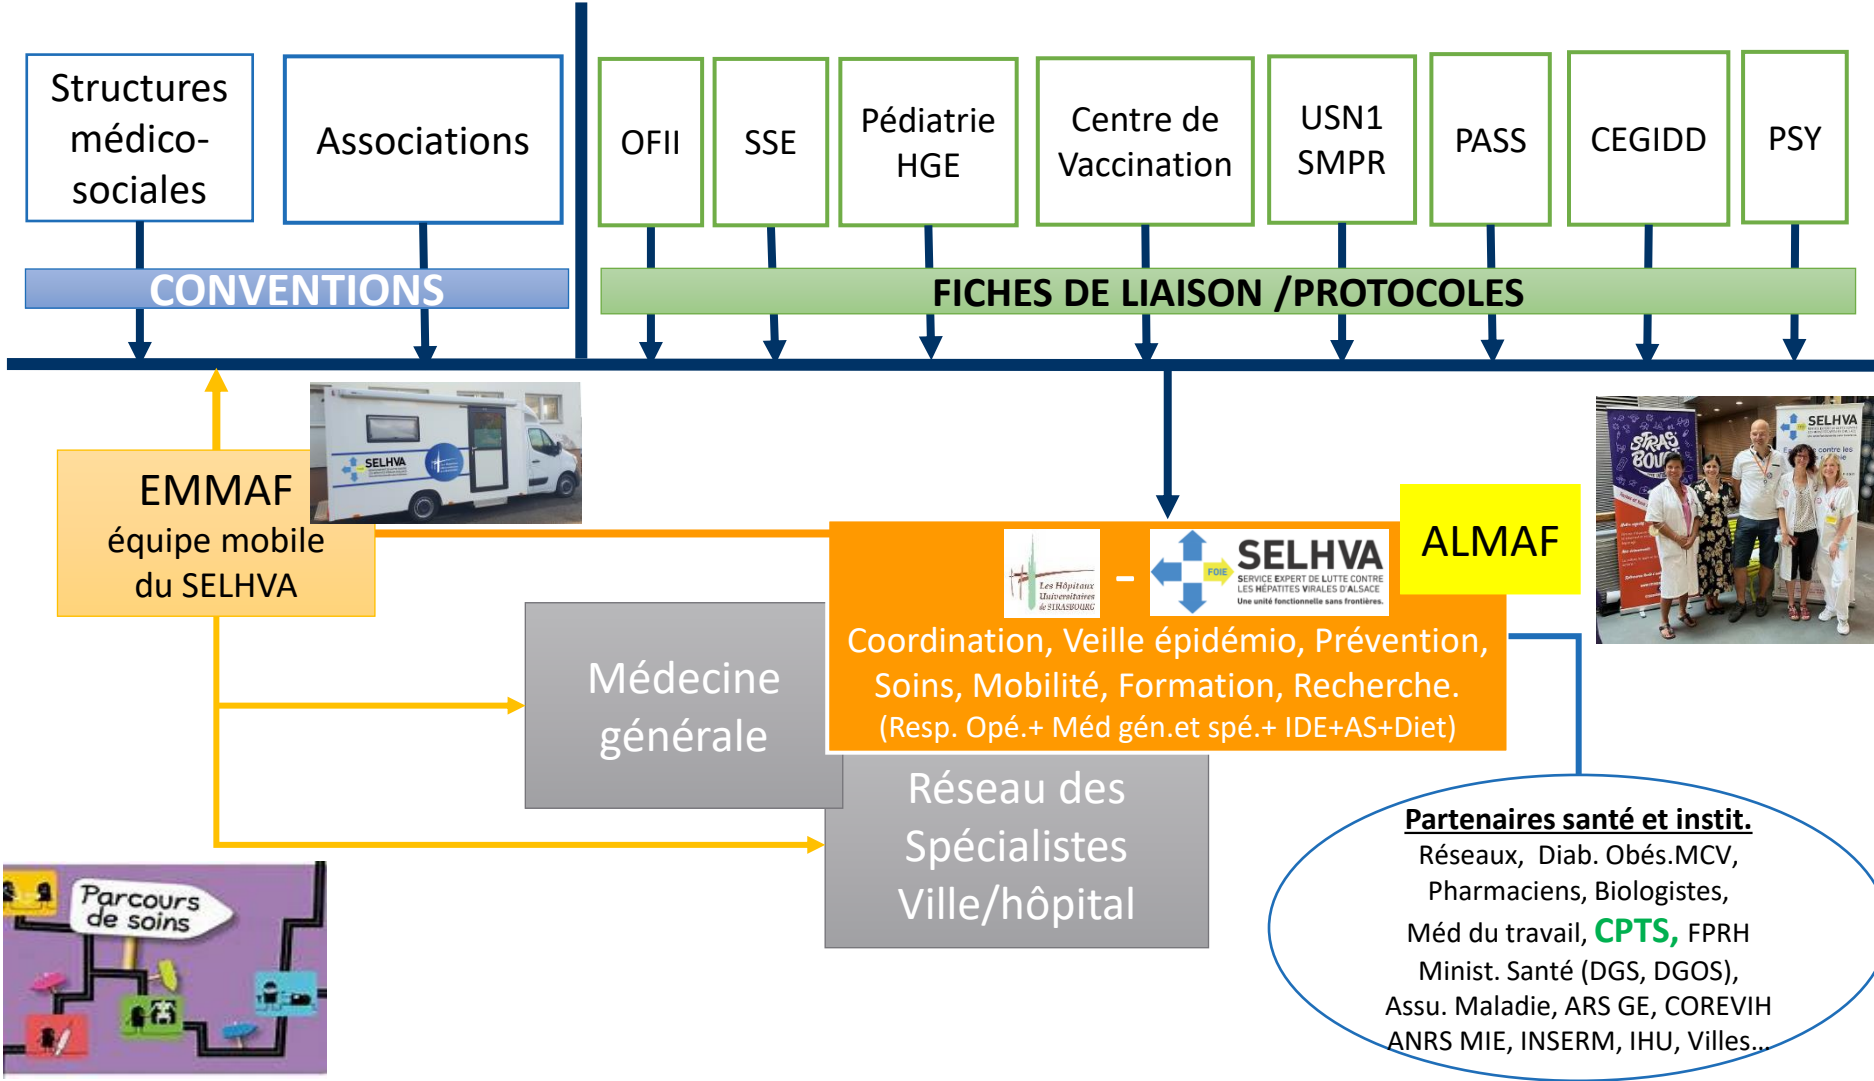 Structures
médico-
sociales
Associations
OFII
SSE
Pédiatrie
HGE
Centre de
Vaccination
USN1
SMPR
PASS
CEGIDD
PSY
CONVENTIONS
FICHES DE LIAISON /PROTOCOLES
SELHVA
EMMAF
équipe mobile
du SELHVA
STRAS'
BOUGE
SELHVA
contre les
ALMAF
Les Hôpitaux
Universitaires
de STRASBOURG
-
FOIE
SELHVA
SERVICE EXPERT DE LUTTE CONTRE
LES HÉPATITES VIRALES D'ALSACE
Une unité fonctionnelle sans frontières.
Coordination, Veille épidémio, Prévention,
Soins, Mobilité, Formation, Recherche.
(Resp. Opé.+ Méd gén.et spé.+ IDE+AS+Diet)
Médecine
générale
Réseau des
Spécialistes
Ville/hôpital
Parcours
de soins
Partenaires santé et instit.
Réseaux, Diab. Obés.MCV,
Pharmaciens, Biologistes,
Méd du travail, CPTS, FPRH
Minist. Santé (DGS, DGOS),
Assu. Maladie, ARS GE, COREVIH
ANRS MIE, INSERM, IHU, Villes...